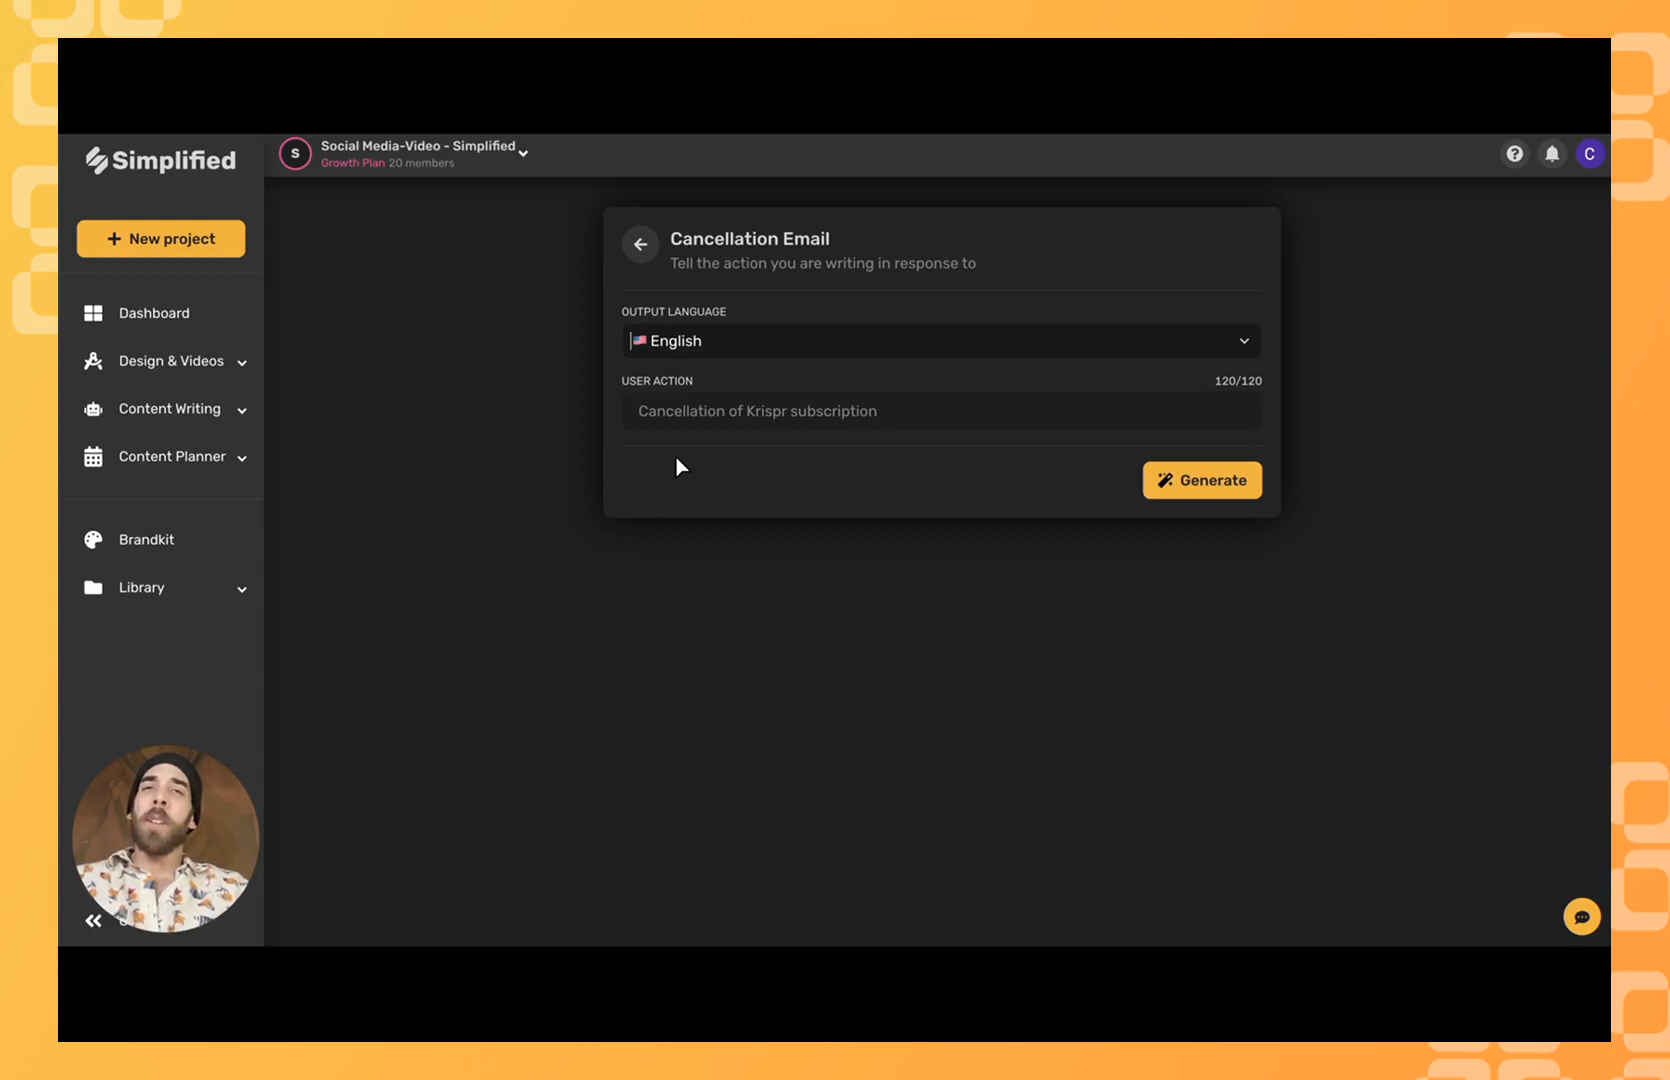 Simplified
S
Social Media-Video - Simplified
Growth Plan 20 members
C
New project
Dashboard
Design & Videos
Content Writing
Content Planner
Brandkit
Library
Cancellation Email
Tell the action you are writing in response to
OUTPUT LANGUAGE
English
USER ACTION
120/120
Cancellation of Krispr subscription
Generate